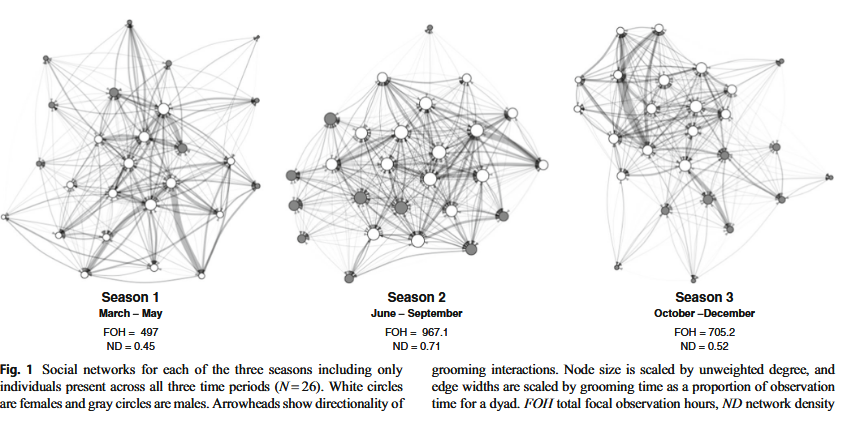 Season 1
March – May
FOH = 497
ND = 0.45
Season 2
June – September
FOH = 967.1
ND = 0.71
Season 3
October –December
FOH = 705.2
ND = 0.52
Fig. 1 Social networks for each of the three seasons including only
individuals present across all three time periods (N=26). White circles
are females and gray circles are males. Arrowheads show directionality of
grooming interactions. Node size is scaled by unweighted degree, and
edge widths are scaled by grooming time as a proportion of observation
time for a dyad. FOH total focal observation hours, ND network density